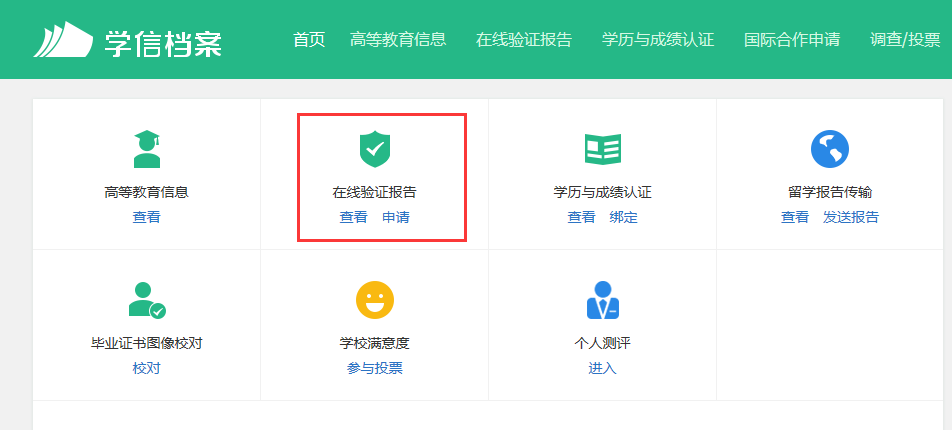 学信档案 首页 高等教育信息 在线验证报告 学历与成绩认证 国际合作申请 调查/投票
高等教育信息 在线验证报告 学历与成绩认证 留学报告传输
查看 查看 申请 查看 绑定 查看 发送报告
毕业证书图像校对 学校满意度 个人测评
校对 参与投票 进入